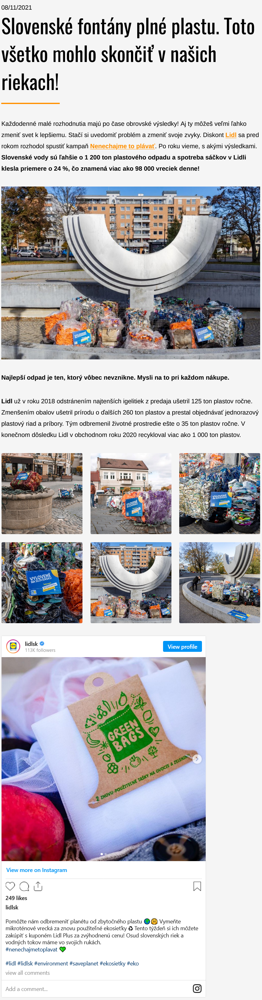 08/11/2021
Slovenské fontány plné plastu. Toto
všetko mohlo skončiť v našich
riekach!
Každodenné malé rozhodnutia majú po čase obrovské výsledky! Aj ty môžeš veľmi ľahko
zmeniť svet k lepšiemu. Stačí si uvedomiť problém a zmeniť svoje zvyky. Diskont Lidl sa pred
rokom rozhodol spustiť kampaň Nenechajme to plávať. Po roku vieme, s akými výsledkami.
Slovenské vody sú ľahšie o 1 200 ton plastového odpadu a spotreba sáčkov v Lidli
klesla priemere o 24 %, čo znamená viac ako 98 000 vreciek denne!
VYLOVENÉ
NA SLOVENSKU
VYLOVENÉ
NA SLOVENSKU
Najlepší odpad je ten, ktorý vôbec nevznikne. Mysli na to pri každom nákupe.
Lidl už v roku 2018 odstránením najtenších igelitiek z predaja ušetril 125 ton plastov ročne.
Zmenšením obalov ušetril prírodu o ďalších 260 ton plastov a prestal objednávať jednorazový
plastový riad a príbory. Tým odbremenil životné prostredie ešte o 35 ton plastov ročne. V
konečnom dôsledku Lidl v obchodnom roku 2020 recykloval viac ako 1 000 ton plastov.
VYLOVENÉ
NA SLOVENSKU
VYLOVENÉ
NA SLOVENSKU
VYLOVENÉ
NA SLOVENSKU
lidlsk
113K followers
View profile
GREEN
BAGS
2 ZNOVU-POUŽITEĽNÉ TAŠKY NA OVOCIE A ZELENINU
View more on Instagram
249 likes
lidlsk
Pomôžte nám odbremeniť planétu od zbytočného plastu 🌍🤗 Vymeňte
mikroténové vrecká za znovu použiteľné ekosieťky ♻ Tento týždeň si ich môžete
zakúpiť s kuponém Lidl Plus za zvýhodnenú cenu! Osud slovenských riek a
vodných tokov máme vo svojich rukách.
#nenechajmetoplavat 💚
#lidl #lidlsk #environment #saveplanet #ekosietky #eko
view all comments
Add a comment...